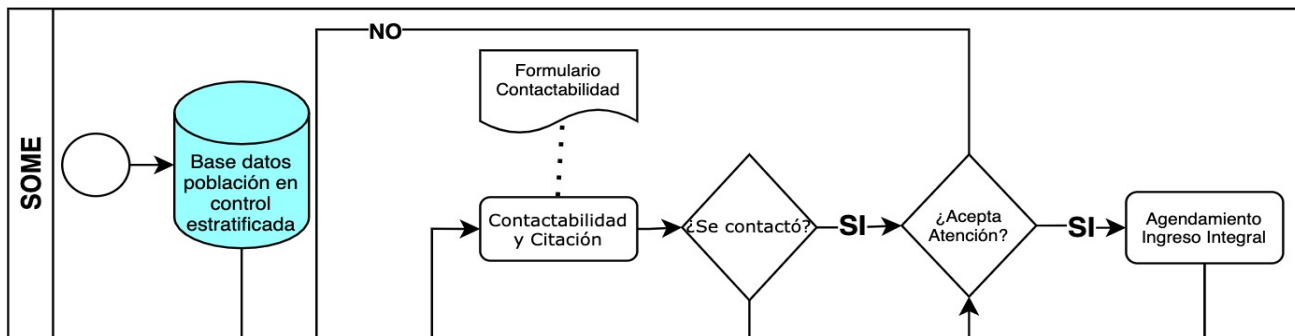 SOME
Base datos
población en
control
estratificada
NO
Formulario
Contactabilidad
Contactabilidad
y Citación
¿Se contactó?
SI
¿Acepta
Atención?
SI
Agendamiento
Ingreso Integral